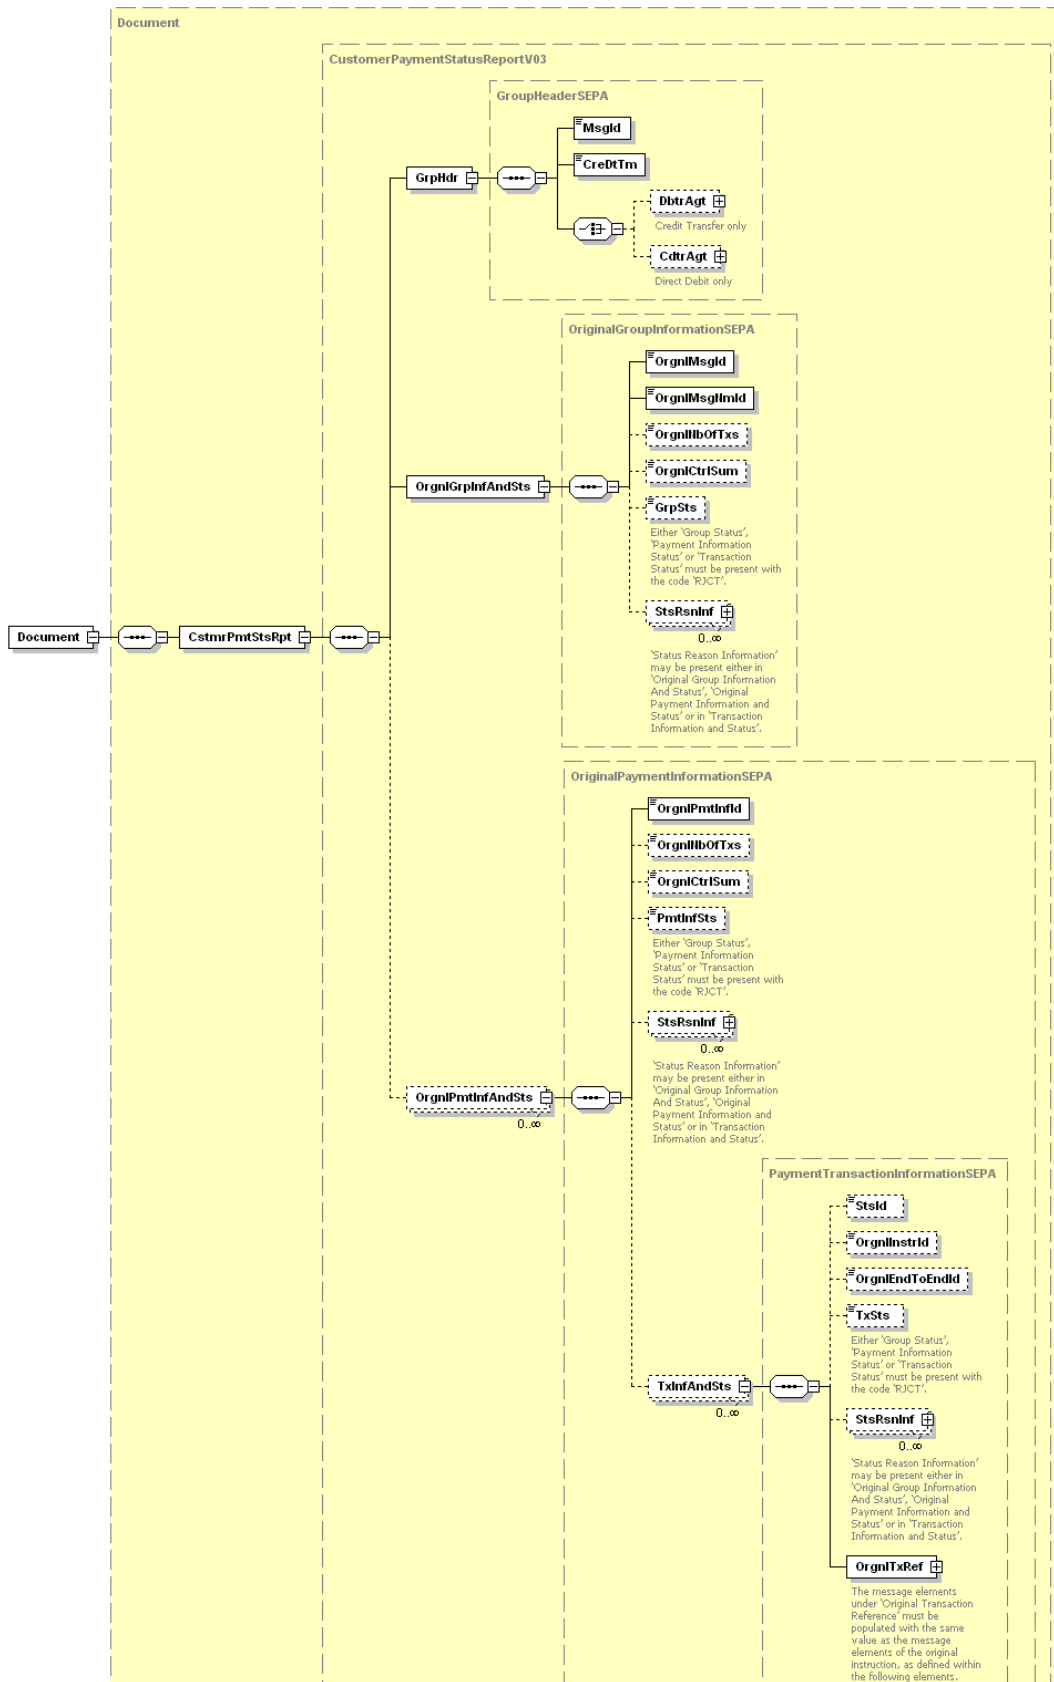 Document
CustomerPaymentStatusReportV03
GroupHeaderSEPA
MsgId
CreDtTm
GrpHdr
DbtrAgt
Credit Transfer only
CdtrAgt
Direct Debit only
OriginalGroupInformationSEPA
OrgnlMsgId
OrgnlMsgNmId
OrgnlNbOfTxs
OrgnlCtrlSum
OrgnlGrpInfAndSts
GrpSts
Either 'Group Status',
'Payment Information
Status' or 'Transaction
Status' must be present with
the code 'RJCT'.
StsRsnInf
0..∞
Document
CstmrPmtStsRpt
'Status Reason Information'
may be present either in
'Original Group Information
And Status', 'Original
Payment Information and
Status' or in 'Transaction
Information and Status'.
OriginalPaymentInformationSEPA
OrgnlPmtInfId
OrgnlNbOfTxs
OrgnlCtrlSum
PmtInfSts
Either 'Group Status',
'Payment Information
Status' or 'Transaction
Status' must be present with
the code 'RJCT'.
StsRsnInf
0..∞
'Status Reason Information'
may be present either in
'Original Group Information
And Status', 'Original
Payment Information and
Status' or in 'Transaction
Information and Status'.
OrgnlPmtInfAndSts
0..∞
PaymentTransactionInformationSEPA
StsId
OrgnlInstrId
OrgnlEndToEndId
TxSts
Either 'Group Status',
'Payment Information
Status' or 'Transaction
Status' must be present with
the code 'RJCT'.
TxInfAndSts
0..∞
StsRsnInf
0..∞
'Status Reason Information'
may be present either in
'Original Group Information
And Status', 'Original
Payment Information and
Status' or in 'Transaction
Information and Status'.
OrgnlTxRef
The message elements
under 'Original Transaction
Reference' must be
populated with the same
value as the message
elements of the original
instruction, as defined within
the following elements.